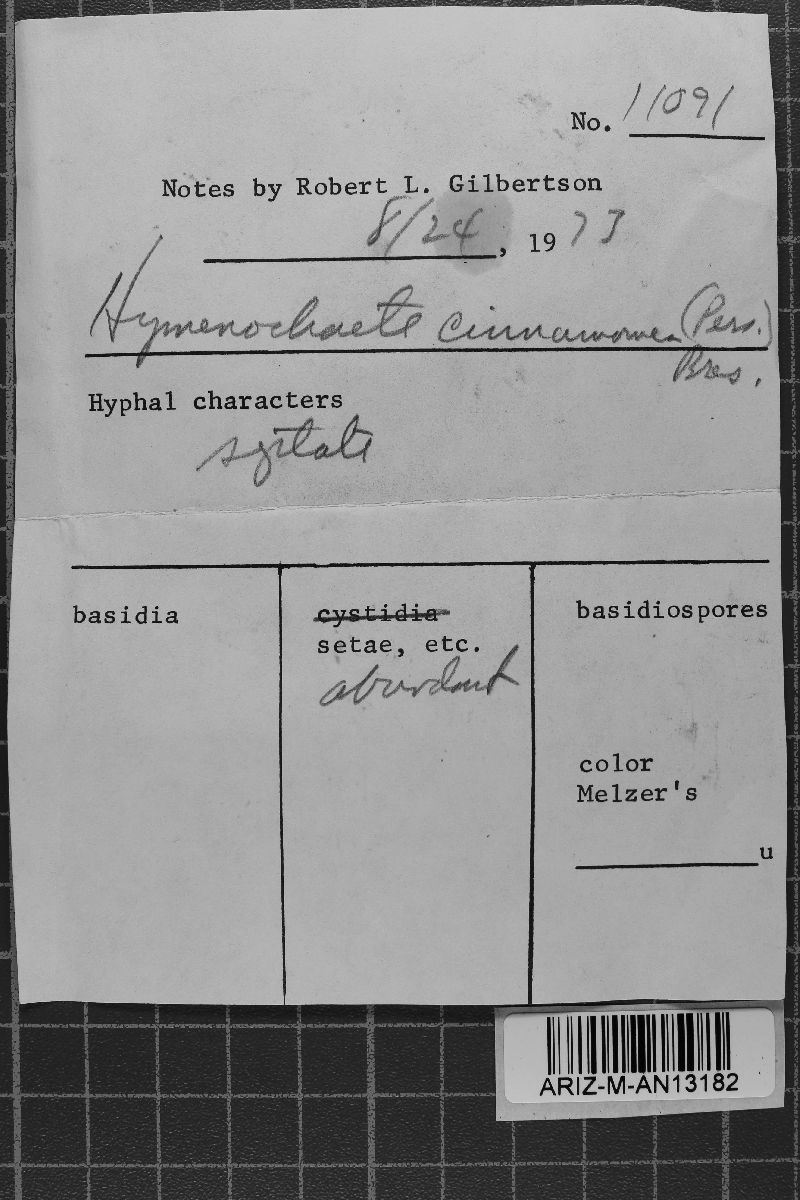 No. 11091
Notes by Robert L. Gilbertson
8/24, 1973
Hymenochaete cinnamomea (Pers.)
Bres.
Hyphal characters
septate
basidia
cystidia
setae, etc.
abundant
basidiospores
color
Melzer's
u
ARIZ-M-AN13182